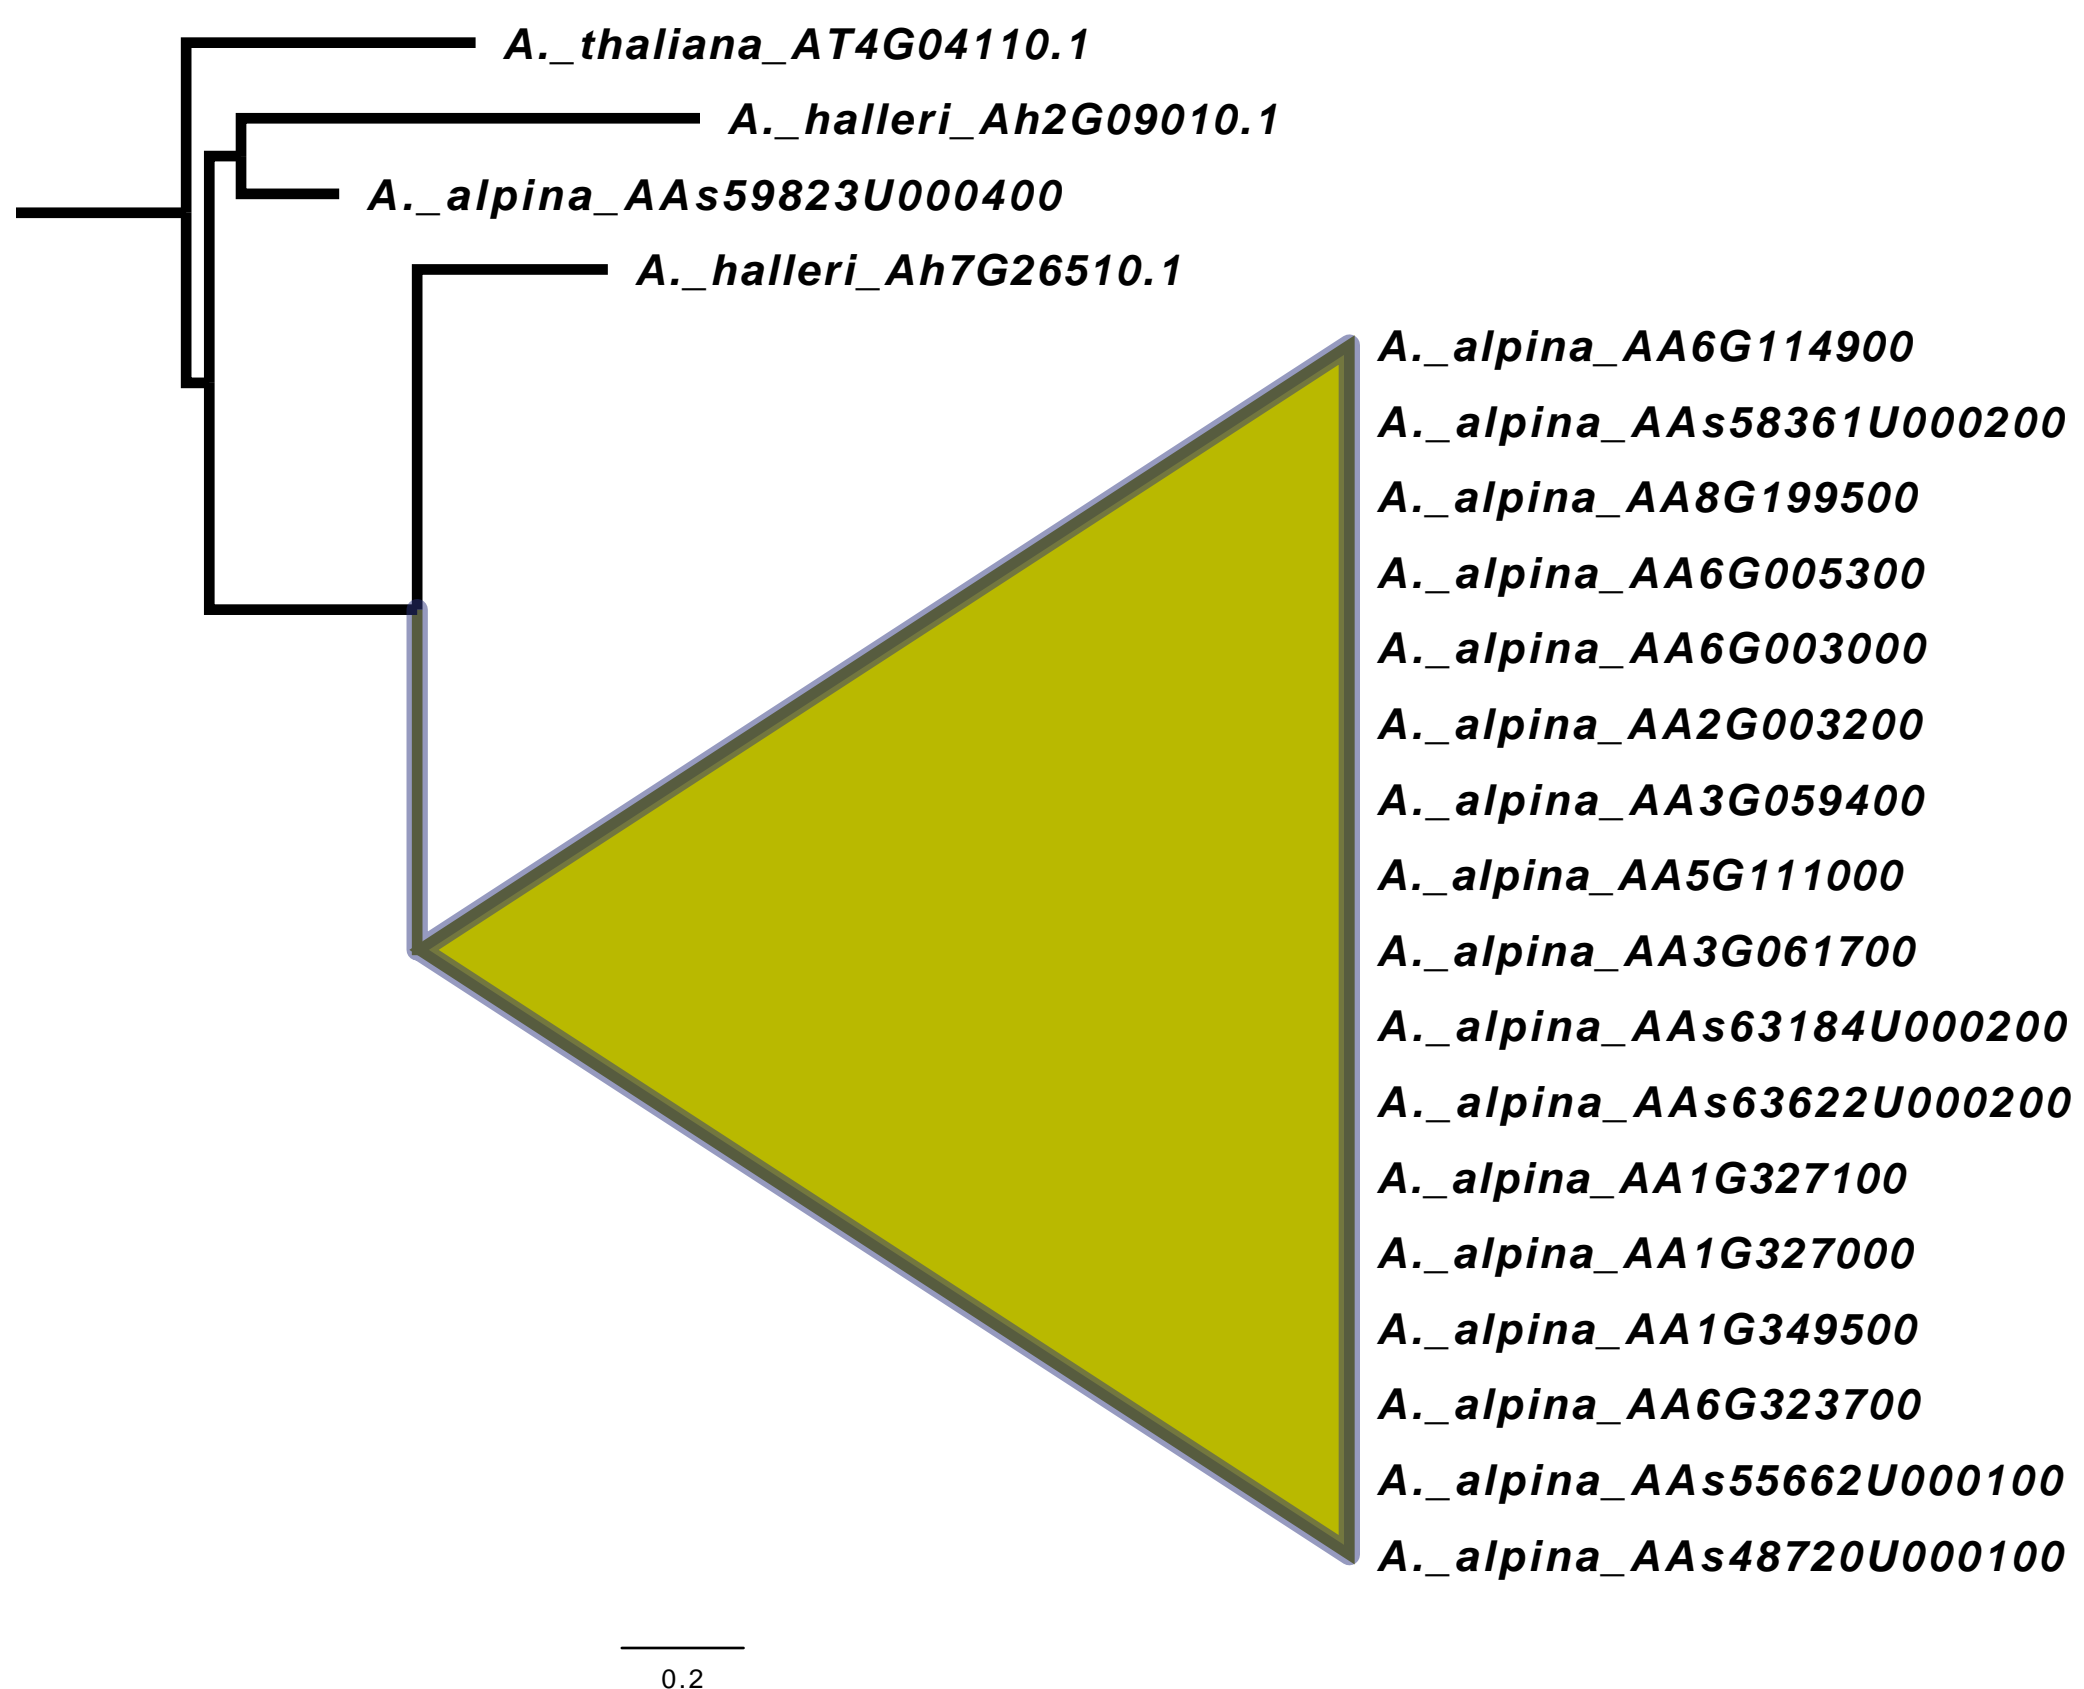 A._thaliana_AT4G04110.1
A._halleri_Ah2G09010.1
A._alpina_AAs59823U000400
A._halleri_Ah7G26510.1
A._alpina_AA6G114900
A._alpina_AAs58361U000200
A._alpina_AA8G199500
A._alpina_AA6G005300
A._alpina_AA6G003000
A._alpina_AA2G003200
A._alpina_AA3G059400
A._alpina_AA5G111000
A._alpina_AA3G061700
A._alpina_AAs63184U000200
A._alpina_AAs63622U000200
A._alpina_AA1G327100
A._alpina_AA1G327000
A._alpina_AA1G349500
A._alpina_AA6G323700
A._alpina_AAs55662U000100
A._alpina_AAs48720U000100
0.2